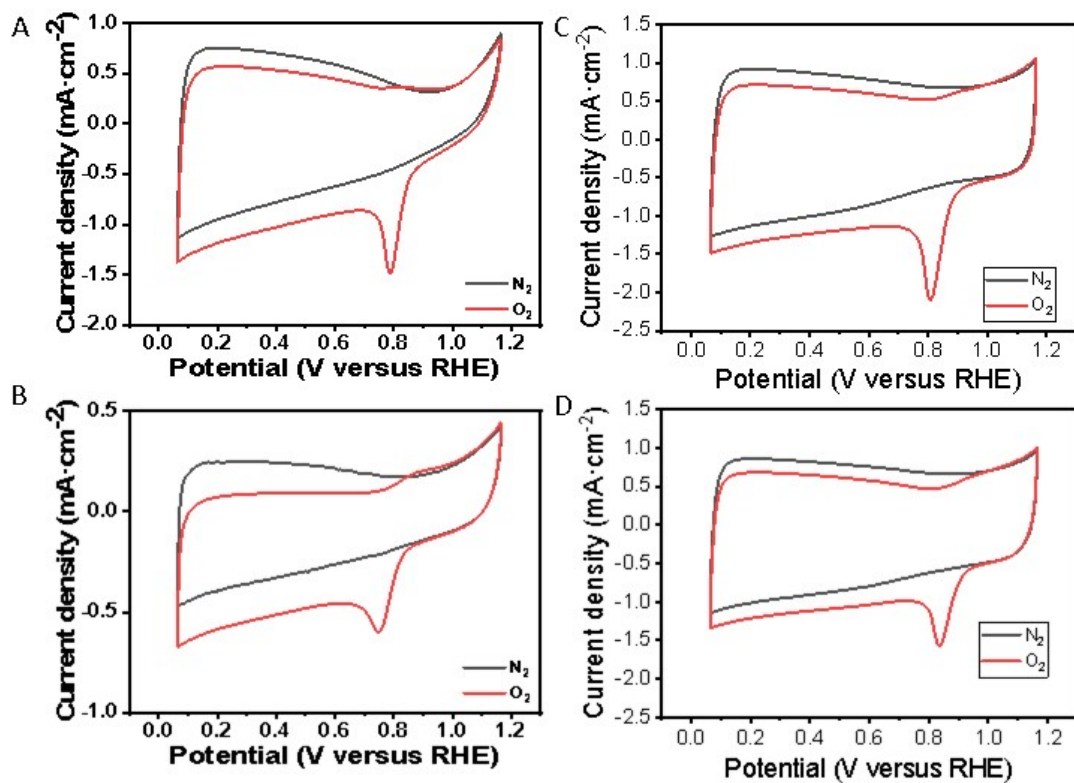 A
Current density (mA·cm-2)
1.0
0.5
0.0
-0.5
-1.0
-1.5
-2.0
N2
O2
0.0 0.2 0.4 0.6 0.8 1.0 1.2
Potential (V versus RHE)
B
Current density (mA·cm-2)
0.5
0.0
-0.5
-1.0
N2
O2
0.0 0.2 0.4 0.6 0.8 1.0 1.2
Potential (V versus RHE)
C
Current density (mA·cm-2)
1.5
1.0
0.5
0.0
-0.5
-1.0
-1.5
-2.0
-2.5
N2
O2
0.0 0.2 0.4 0.6 0.8 1.0 1.2
Potential (V versus RHE)
D
Current density (mA·cm-2)
1.5
1.0
0.5
0.0
-0.5
-1.0
-1.5
-2.0
-2.5
N2
O2
0.0 0.2 0.4 0.6 0.8 1.0 1.2
Potential (V versus RHE)